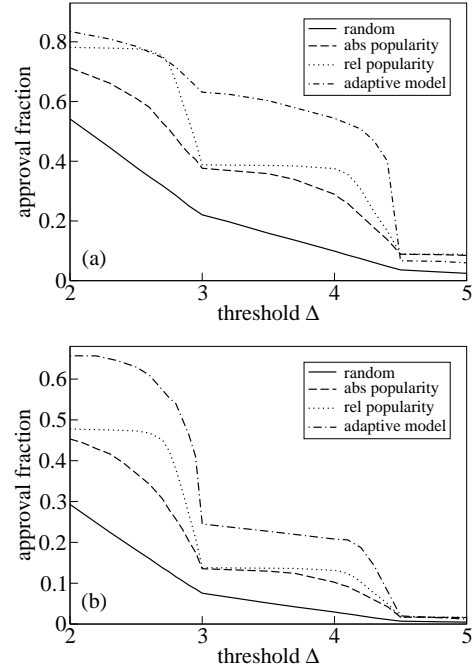 random
abs popularity
rel popularity
adaptive model
0.8
0.6
0.4
0.2
0
approval fraction
(a)
2 3 4 5
threshold Δ
random
abs popularity
rel popularity
adaptive model
0.6
0.5
0.4
0.3
0.2
0.1
0
approval fraction
(b)
2 3 4 5
threshold Δ